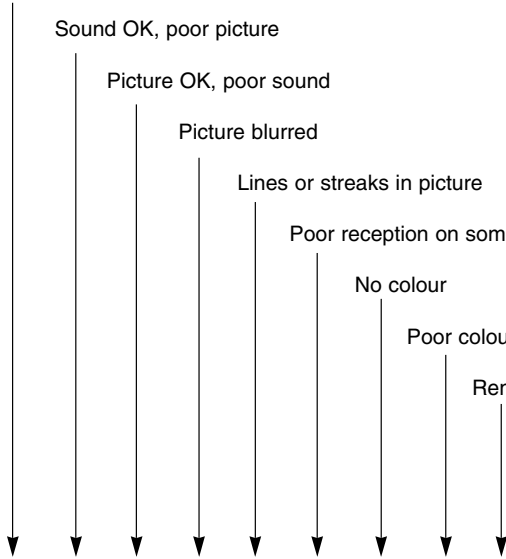 Sound OK, poor picture
Picture OK, poor sound
Picture blurred
Lines or streaks in picture
Poor reception on som
No colour
Poor colou
Rem